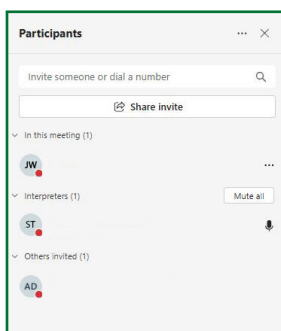 Participants
Invite someone or dial a number
Share invite
In this meeting (1)
JW
Interpreters (1) Mute all
ST
Others invited (1)
AD